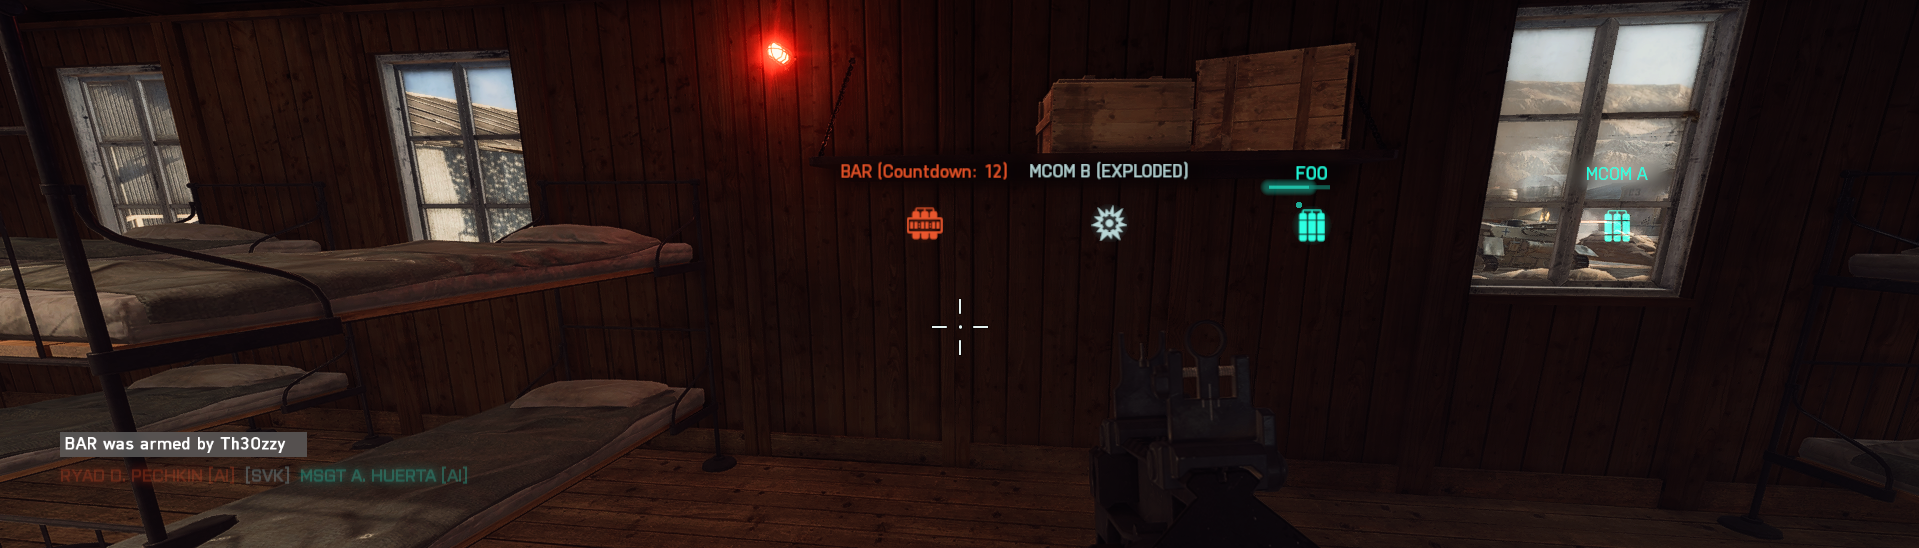 BAR (Countdown: 12)
MCOM B (EXPLODED)
FOO
MCOM A
BAR was armed by Th3Ozzy
RYAD D. PECHKIN [AI] [SVK] MSGT A. HUERTA [AI]